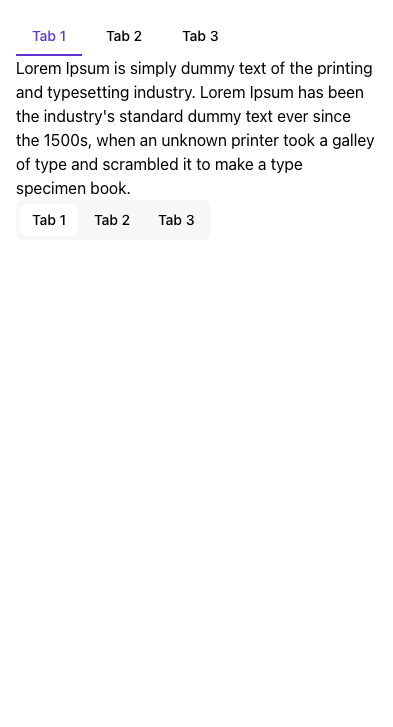 Tab 1 Tab 2 Tab 3
Lorem Ipsum is simply dummy text of the printing
and typesetting industry. Lorem Ipsum has been
the industry's standard dummy text ever since
the 1500s, when an unknown printer took a galley
of type and scrambled it to make a type
specimen book.
Tab 1 Tab 2 Tab 3